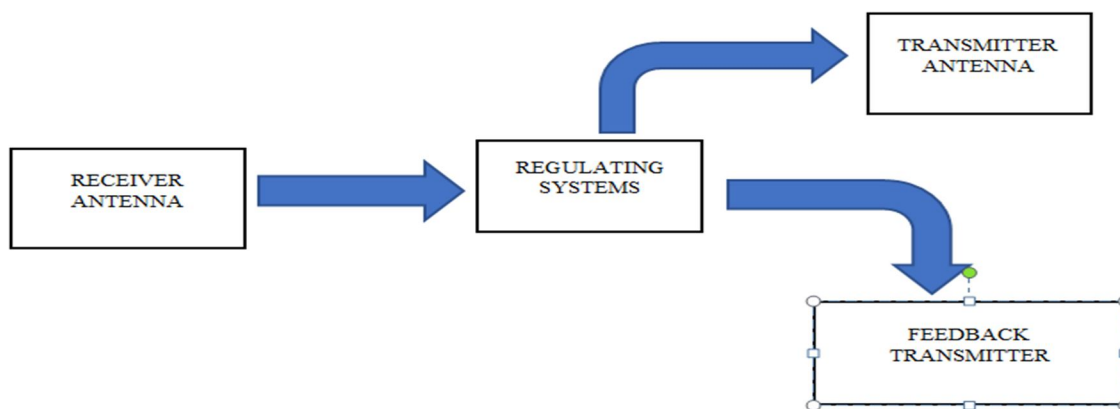 TRANSMITTER
ANTENNA
RECEIVER
ANTENNA
REGULATING
SYSTEMS
FEEDBACK
TRANSMITTER